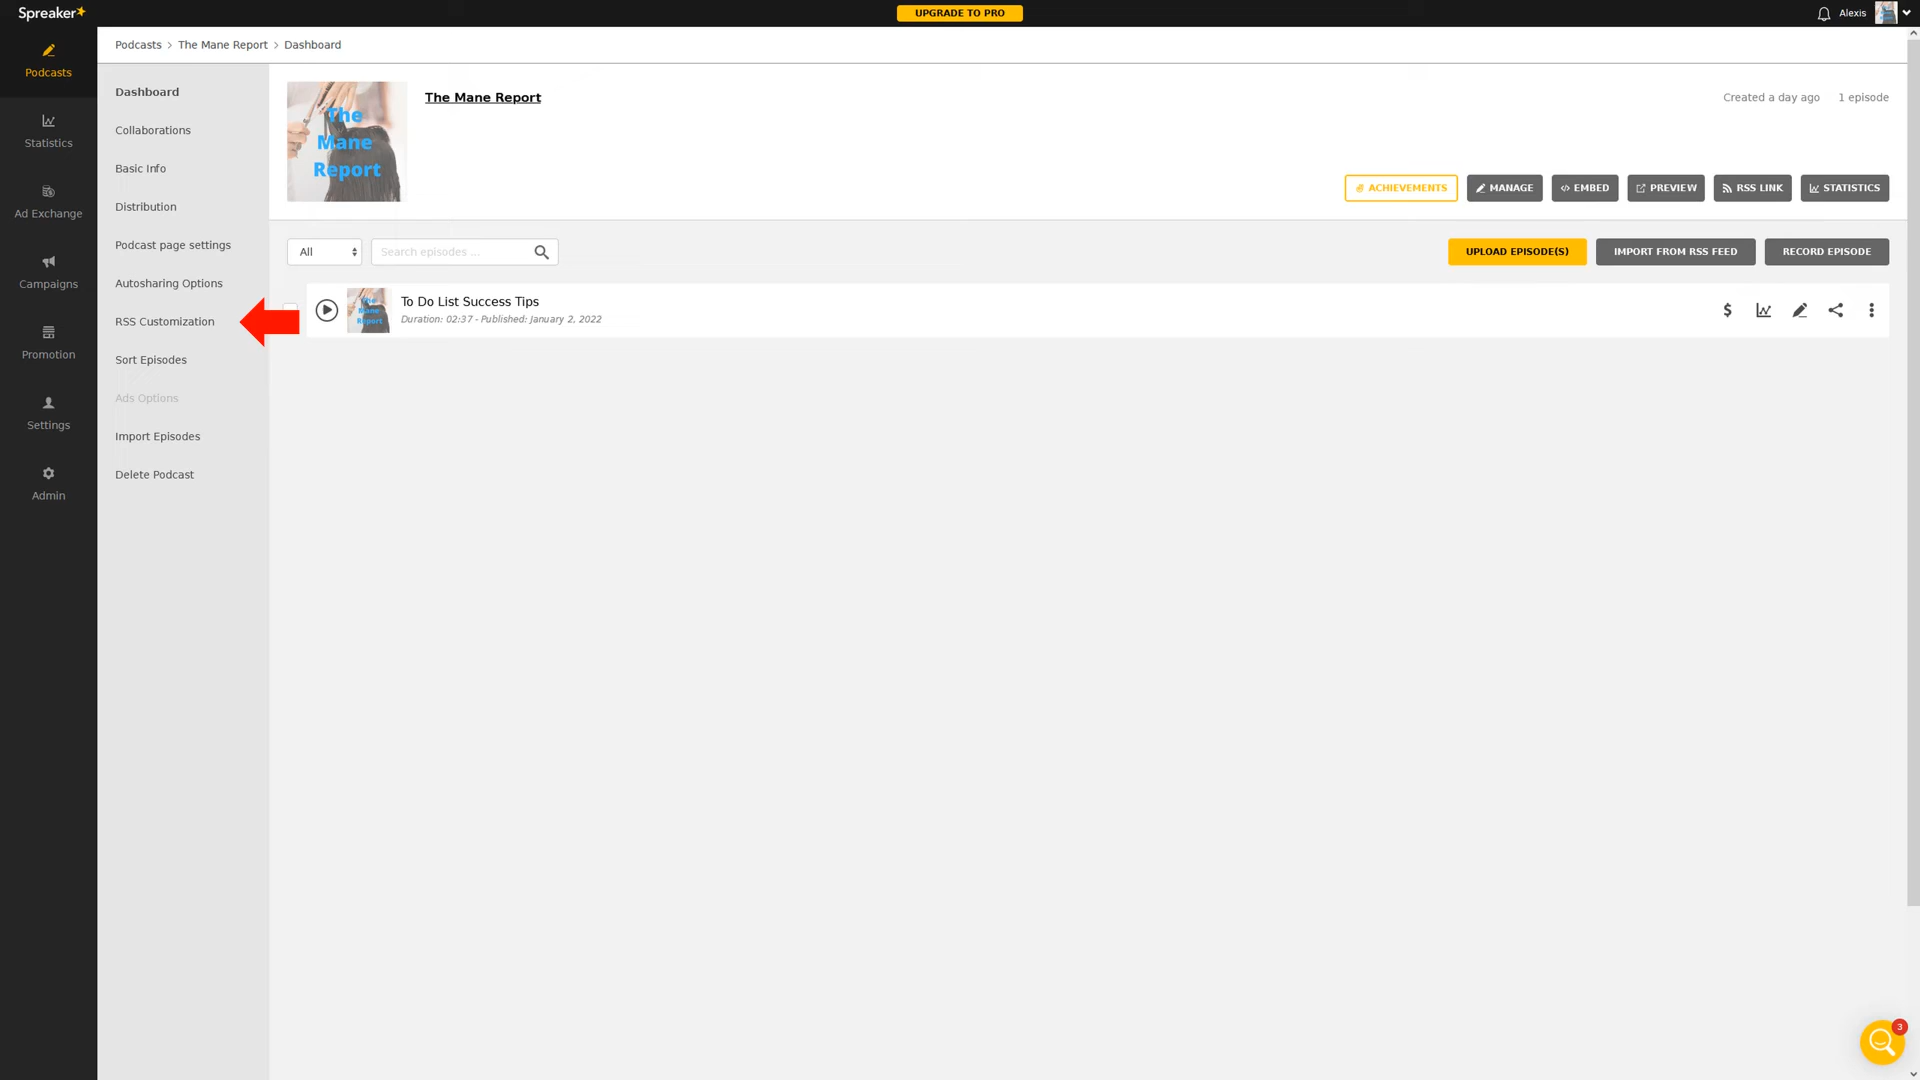 Spreaker
UPGRADE TO PRO
Alexis
Podcasts
Statistics
Ad Exchange
Campaigns
Promotion
Settings
Admin
Podcasts > The Mane Report > Dashboard
Dashboard
Collaborations
Basic Info
Distribution
Podcast page settings
Autosharing Options
RSS Customization
Sort Episodes
Ads Options
Import Episodes
Delete Podcast
The
Mane
Report
The Mane Report
Created a day ago 1 episode
ACHIEVEMENTS MANAGE EMBED PREVIEW RSS LINK STATISTICS
All Search episodes ... UPLOAD EPISODE(S) IMPORT FROM RSS FEED RECORD EPISODE
The
Mane
Report
To Do List Success Tips
Duration: 02:37 - Published: January 2, 2022
3